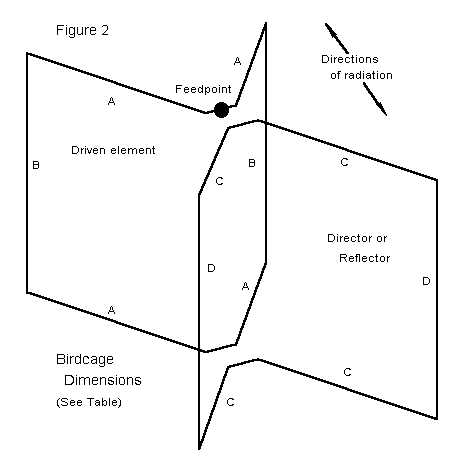 Figure 2
A
Directions
of radiation
Feedpoint
A
Driven element
B
B
C
C
Director or
Reflector
D
D
A
A
Birdcage
Dimensions
(See Table)
C
C